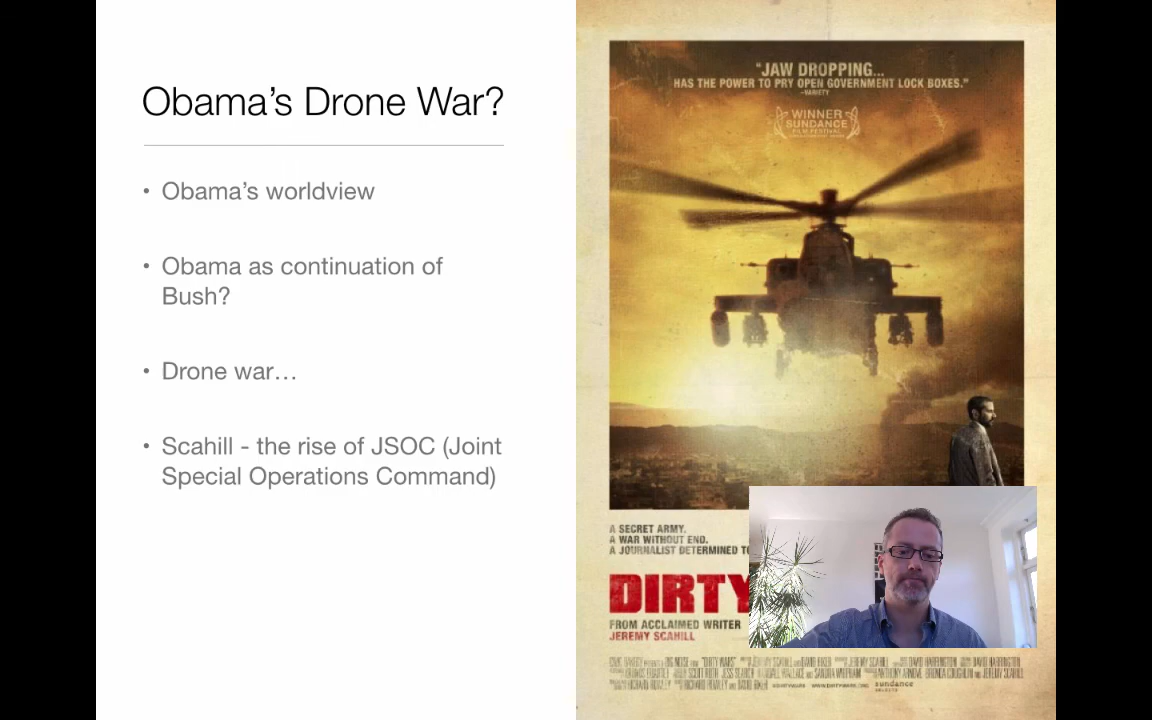 Obama’s Drone War?
• Obama’s worldview
• Obama as continuation of
Bush?
• Drone war…
• Scahill - the rise of JSOC (Joint
Special Operations Command)
“JAW DROPPING...
HAS THE POWER TO PRY OPEN GOVERNMENT LOCK BOXES.”
-VARIETY
WINNER
SUNDANCE
FILM FESTIVAL
A SECRET ARMY.
A WAR WITHOUT END.
A JOURNALIST DETERMINED
DIRTY
FROM ACCLAIMED WRITER
JEREMY SCAHILL